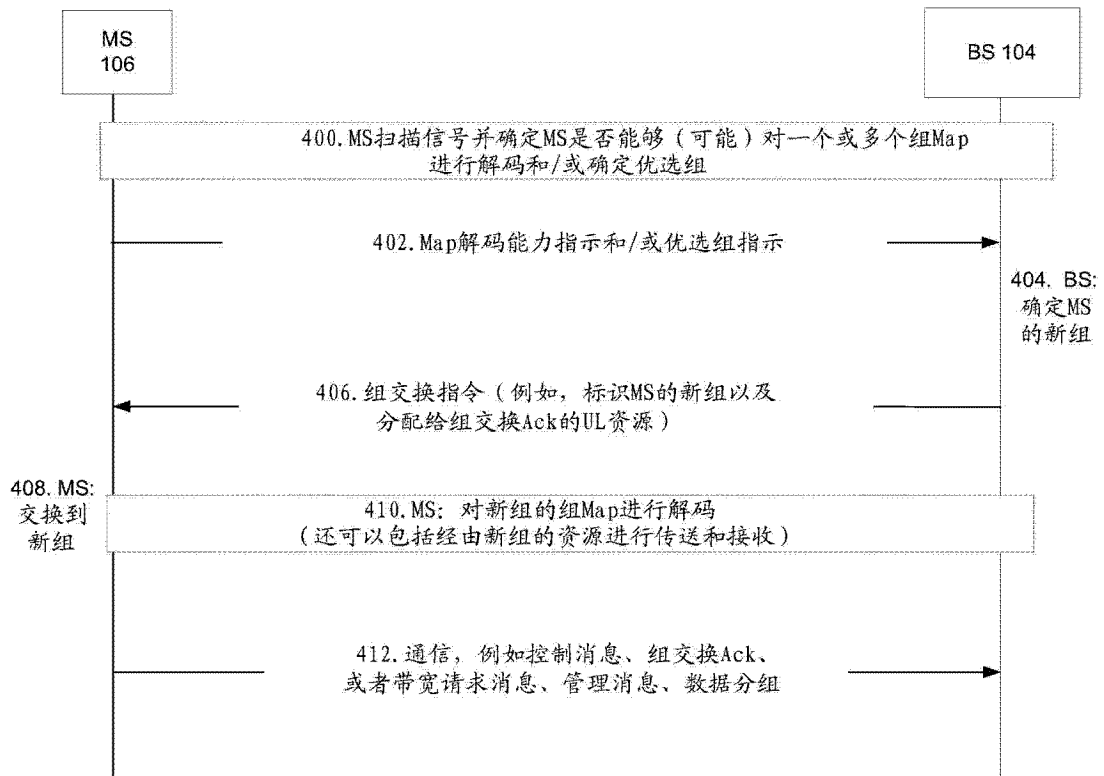 MS
106
BS 104
400.MS扫描信号并确定MS是否能够（可能）对一个或多个组Map
进行解码和/或确定优选组
402.Map解码能力指示和/或优选组指示
404. BS:
确定MS
的新组
406.组交换指令（例如，标识MS的新组以及
分配给组交换Ack的UL资源）
408. MS:
交换到
新组
410.MS: 对新组的组Map进行解码
（还可以包括经由新组的资源进行传送和接收）
412.通信，例如控制消息、组交换Ack、
或者带宽请求消息、管理消息、数据分组